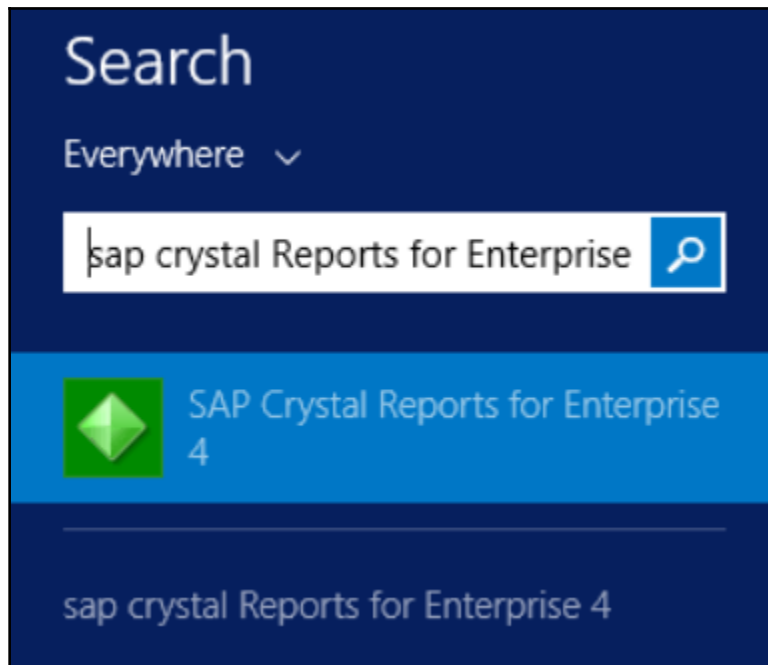 Search
Everywhere
sap crystal Reports for Enterprise
SAP Crystal Reports for Enterprise
4
sap crystal Reports for Enterprise 4